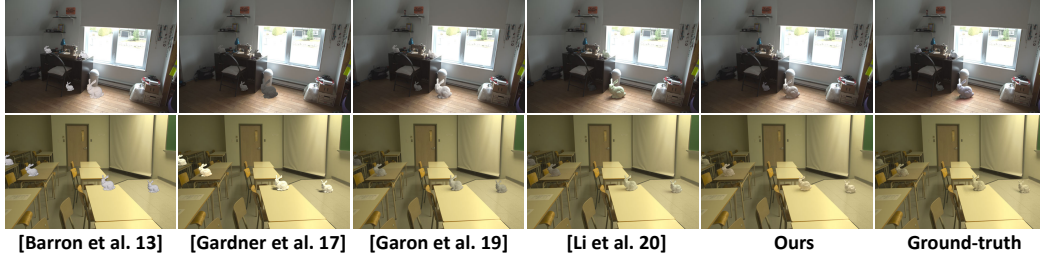 [Barron et al. 13] [Gardner et al. 17] [Garon et al. 19] [Li et al. 20] Ours Ground-truth